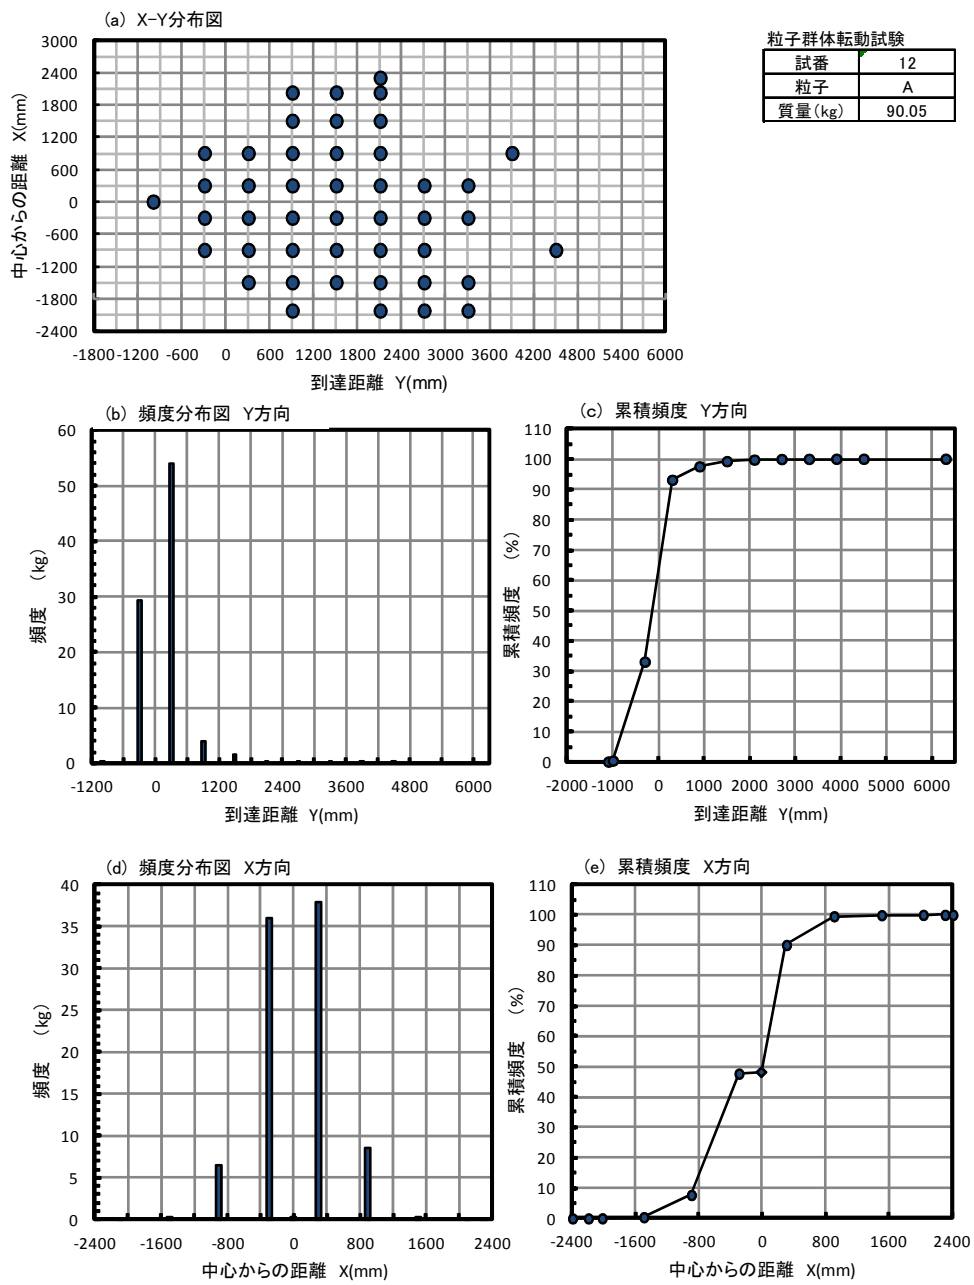 (a) X-Y分布図
中心からの距離 X(mm)
3000
2400
1800
1200
600
0
-600
-1200
-1800
-2400
-1800 -1200 -600 0 600 1200 1800 2400 3000 3600 4200 4800 5400 6000
到達距離 Y(mm)
粒子群体転動試験
試番 12
粒子 A
質量(kg) 90.05
(b) 頻度分布図 Y方向
頻度 (kg)
60
50
40
30
20
10
0
-1200 0 1200 2400 3600 4800 6000
到達距離 Y(mm)
(c) 累積頻度 Y方向
累積頻度 (%)
110
100
90
80
70
60
50
40
30
20
10
0
-2000 -1000 0 1000 2000 3000 4000 5000 6000
到達距離 Y(mm)
(d) 頻度分布図 X方向
頻度 (kg)
40
35
30
25
20
15
10
5
0
-2400 -1600 -800 0 800 1600 2400
中心からの距離 X(mm)
(e) 累積頻度 X方向
累積頻度 (%)
110
100
90
80
70
60
50
40
30
20
10
0
-2400 -1600 -800 0 800 1600 2400
中心からの距離 X(mm)